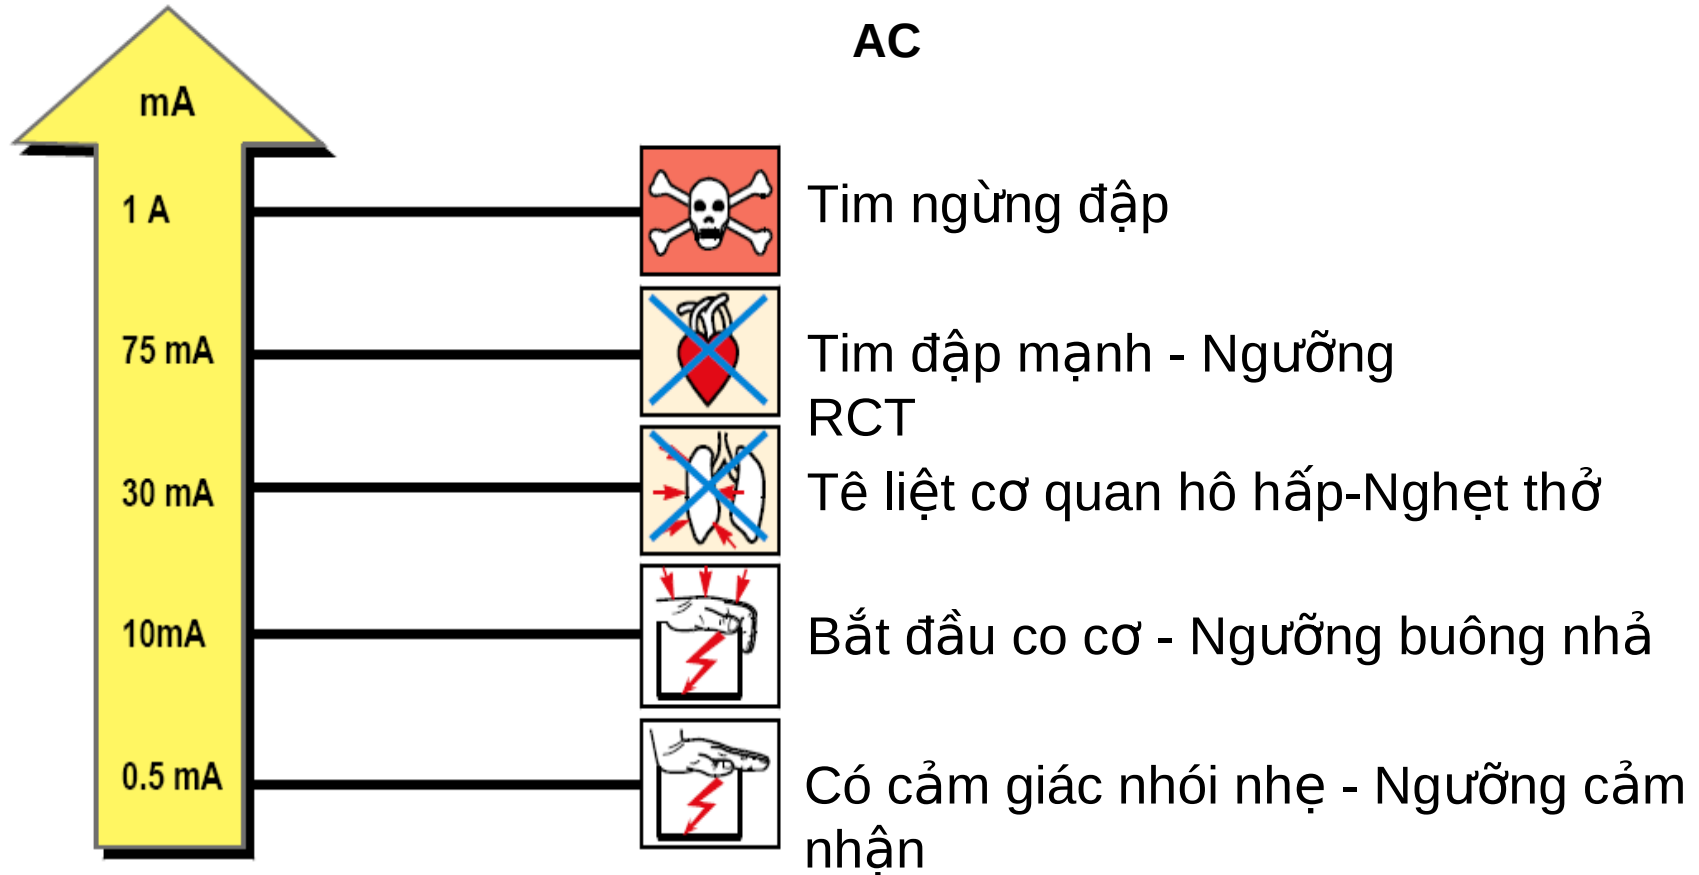 AC
mA
1 A
Tim ngừng đập
75 mA
Tim đập mạnh - Ngưỡng
RCT
30 mA
Tê liệt cơ quan hô hấp-Nghẹt thở
10mA
Bắt đầu co cơ - Ngưỡng buông nhả
0.5 mA
Có cảm giác nhói nhẹ - Ngưỡng cảm
nhận